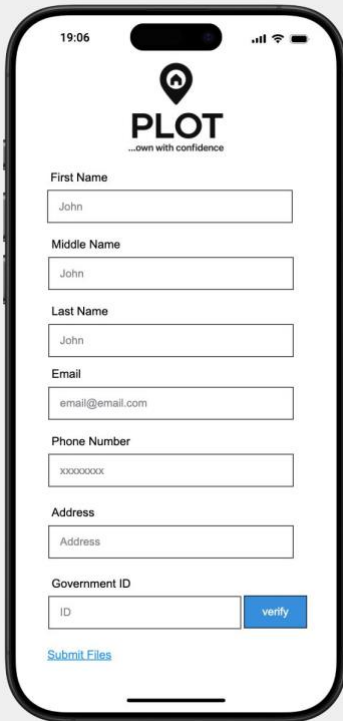 19:06
PLOT
...own with confidence
First Name
John
Middle Name
John
Last Name
John
Email
email@email.com
Phone Number
xxxxxxxx
Address
Address
Government ID
ID verify
Submit Files